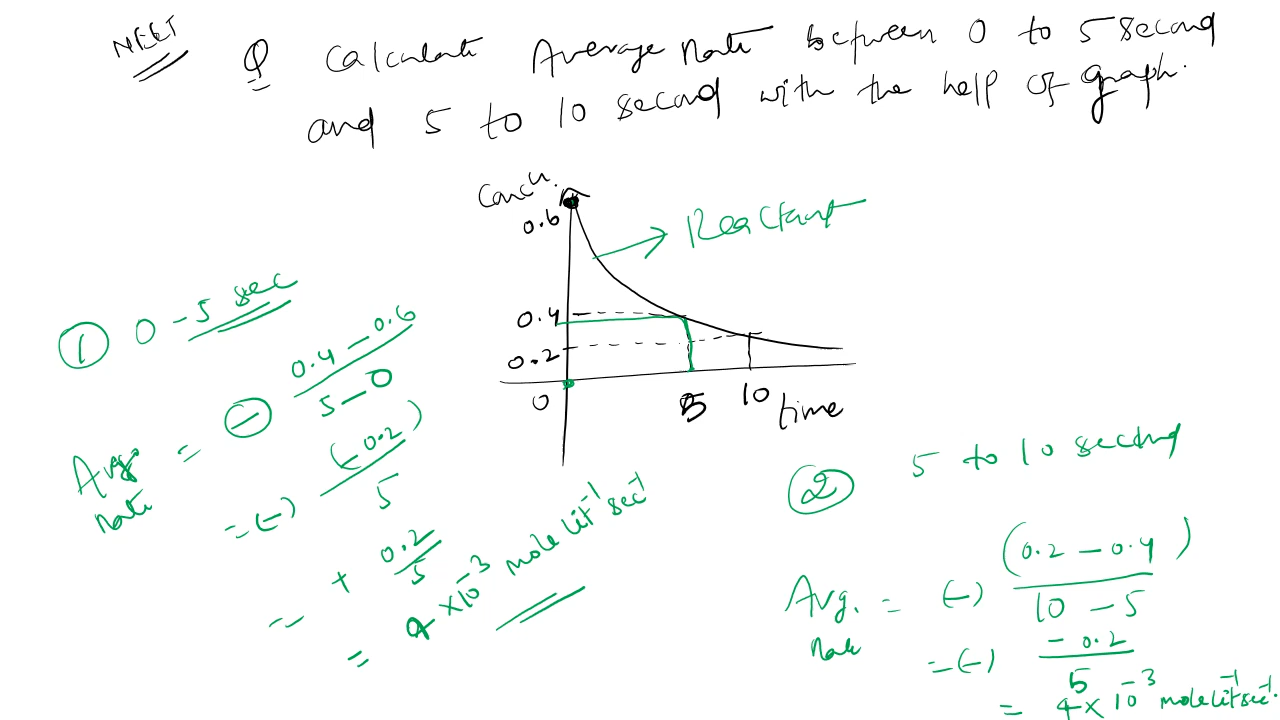 NEET
Q Calculate Average Rate between 0 to 5 second
and 5 to 10 second with the help of graph.
Concn.
0.6
Reactant
0.4
0.2
0
5
10
time
① 0 - 5 sec
Avg. Rate = (-) 0.4 - 0.6 / 5 - 0
= (-) (-0.2) / 5
= + 0.2 / 5
= 4 × 10⁻³ mole lit⁻¹ sec⁻¹
② 5 to 10 second
Avg. Rate = (-) (0.2 - 0.4) / 10 - 5
= (-) - 0.2 / 5
= 4 × 10⁻³ mole lit⁻¹ sec⁻¹.